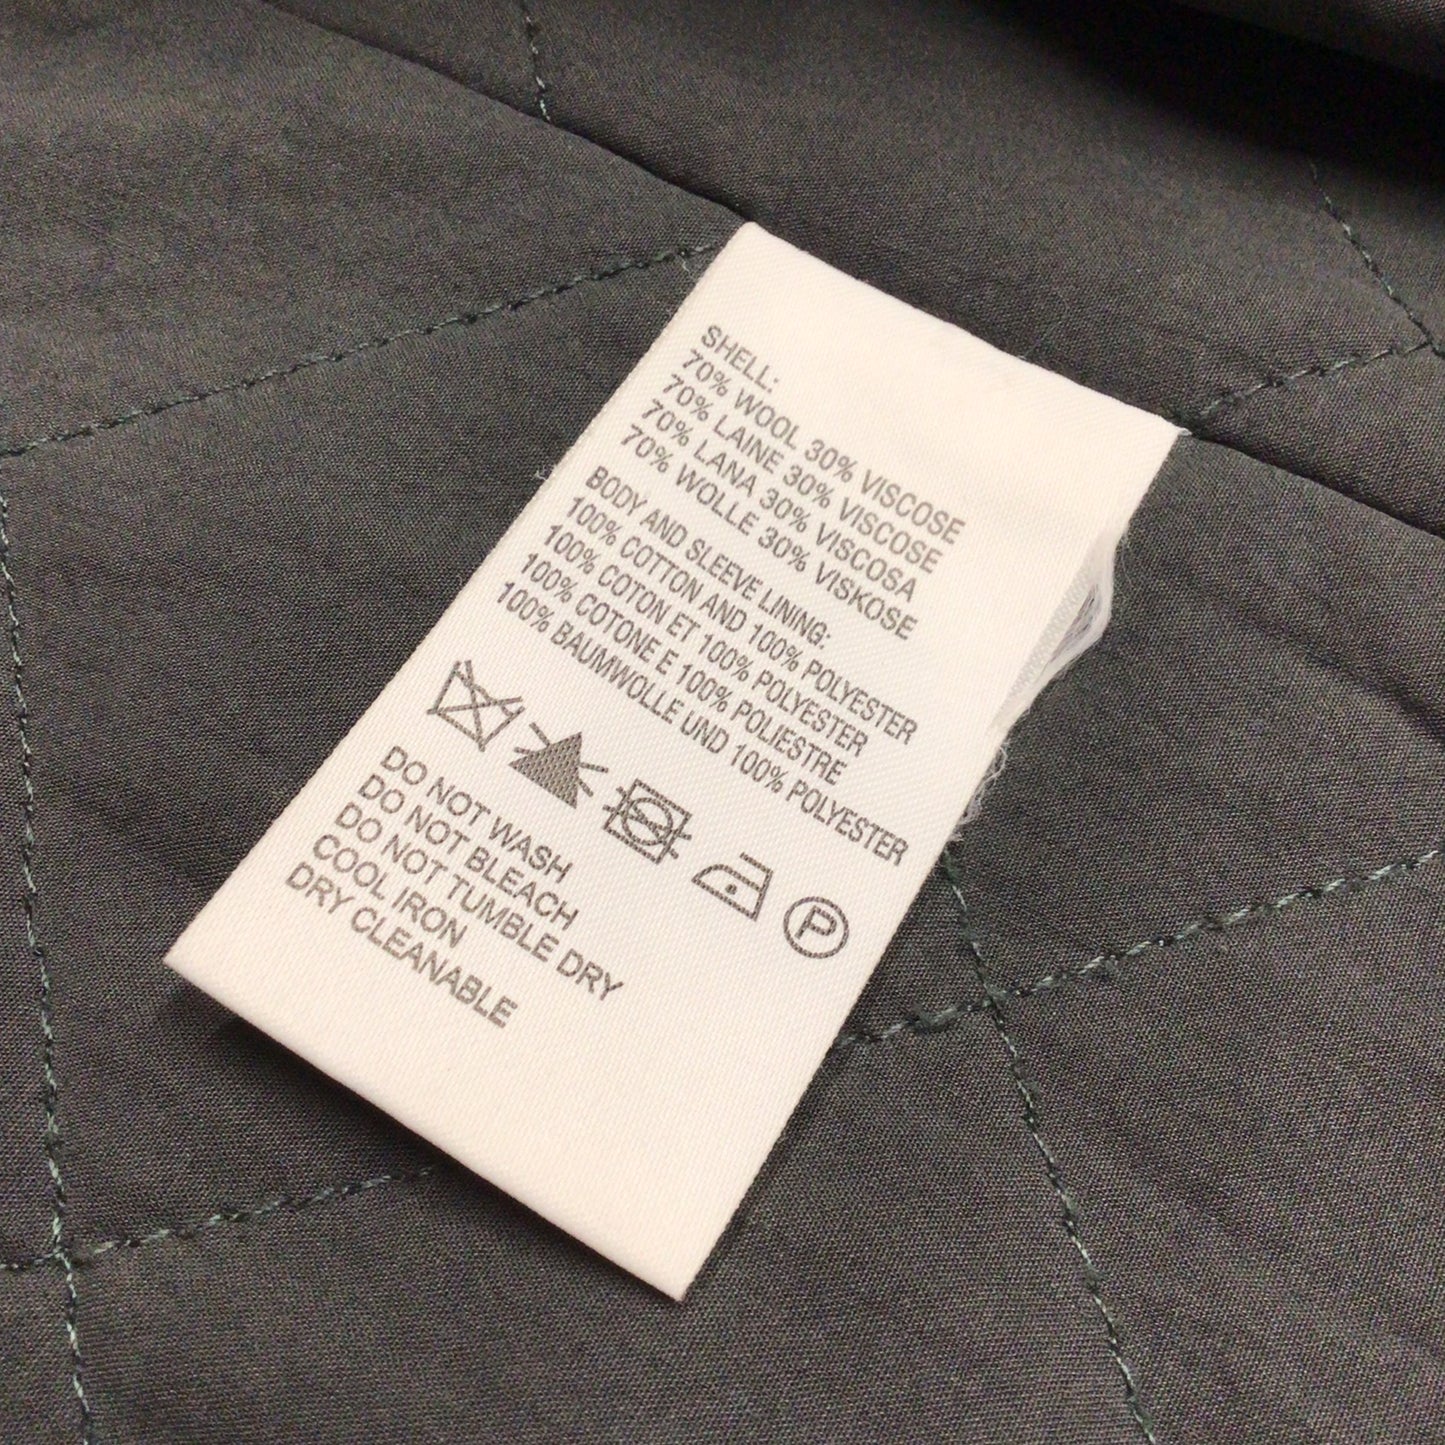 SHELL:
70% WOOL 30% VISCOSE
70% LAINE 30% VISCOSE
70% LANA 30% VISCOSA
70% WOLLE 30% VISKOSE
BODY AND SLEEVE LINING:
100% COTTON AND 100% POLYESTER
100% COTON ET 100% POLYESTER
100% COTONE E 100% POLIESTRE
100% BAUMWOLLE UND 100% POLYESTER
P
DO NOT WASH
DO NOT BLEACH
DO NOT TUMBLE DRY
COOL IRON
DRY CLEANABLE